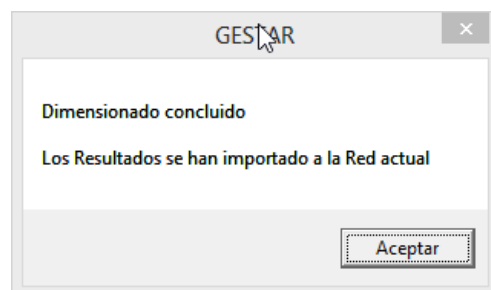 GESTAR
Dimensionado concluido
Los Resultados se han importado a la Red actual
Aceptar